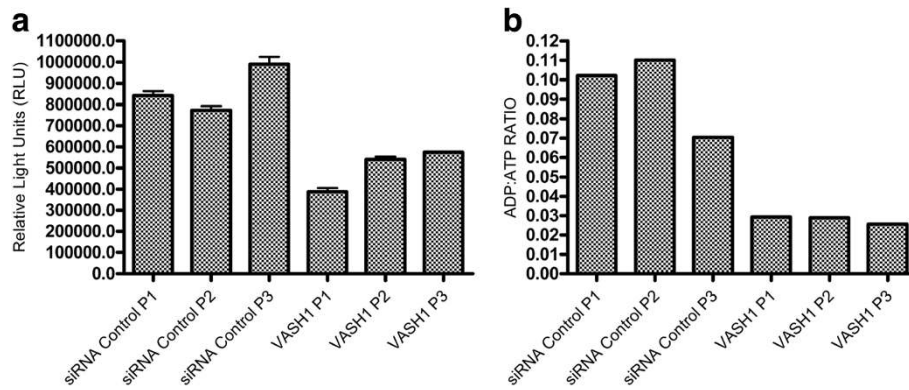 a
Relative Light Units (RLU)
1100000.0
1000000.0
900000.0
800000.0
700000.0
600000.0
500000.0
400000.0
300000.0
200000.0
100000.0
0.0
siRNA Control P1
siRNA Control P2
siRNA Control P3
VASH1 P1
VASH1 P2
VASH1 P3
b
ADP:ATP RATIO
0.12
0.11
0.10
0.09
0.08
0.07
0.06
0.05
0.04
0.03
0.02
0.01
0.00
siRNA Control P1
siRNA Control P2
siRNA Control P3
VASH1 P1
VASH1 P2
VASH1 P3